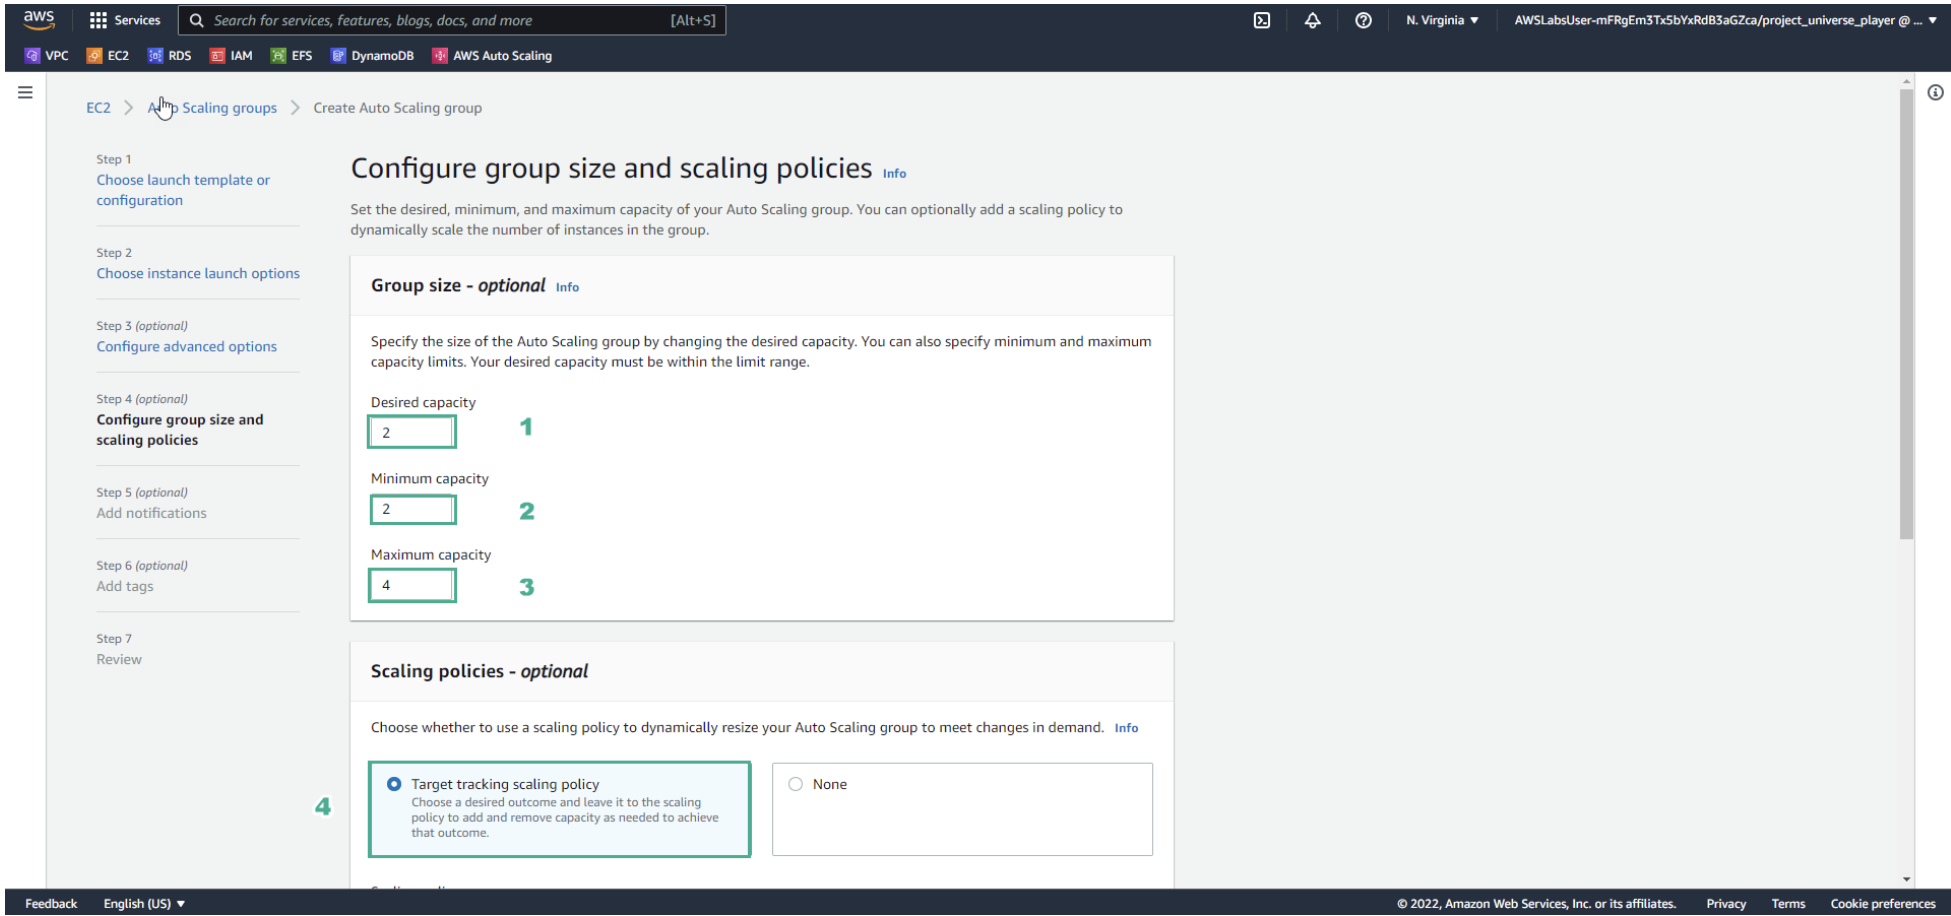 aws
Services
Search for services, features, blogs, docs, and more [Alt+S]
N. Virginia ▼
AWSLabsUser-mFRgEm3Tx5bYxRdB3aGZca/project_universe_player @ ... ▼
VPC EC2 RDS IAM EFS DynamoDB AWS Auto Scaling
EC2 > Auto Scaling groups > Create Auto Scaling group
Step 1
Choose launch template or
configuration
Step 2
Choose instance launch options
Step 3 (optional)
Configure advanced options
Step 4 (optional)
Configure group size and
scaling policies
Step 5 (optional)
Add notifications
Step 6 (optional)
Add tags
Step 7
Review
Configure group size and scaling policies Info
Set the desired, minimum, and maximum capacity of your Auto Scaling group. You can optionally add a scaling policy to
dynamically scale the number of instances in the group.
Group size - optional Info
Specify the size of the Auto Scaling group by changing the desired capacity. You can also specify minimum and maximum
capacity limits. Your desired capacity must be within the limit range.
Desired capacity
2 1
Minimum capacity
2 2
Maximum capacity
4 3
Scaling policies - optional
Choose whether to use a scaling policy to dynamically resize your Auto Scaling group to meet changes in demand. Info
4
Target tracking scaling policy
Choose a desired outcome and leave it to the scaling
policy to add and remove capacity as needed to achieve
that outcome.
None
Feedback English (US) ▼
© 2022, Amazon Web Services, Inc. or its affiliates. Privacy Terms Cookie preferences